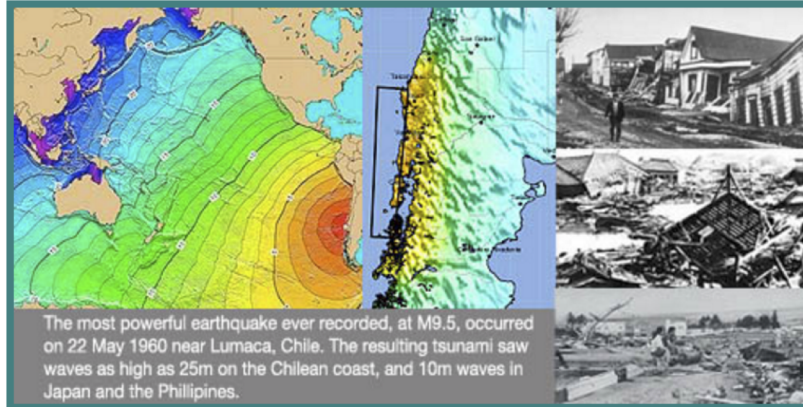 The most powerful earthquake ever recorded, at M9.5, occurred
on 22 May 1960 near Lumaca, Chile. The resulting tsunami saw
waves as high as 25m on the Chilean coast, and 10m waves in
Japan and the Phillipines.